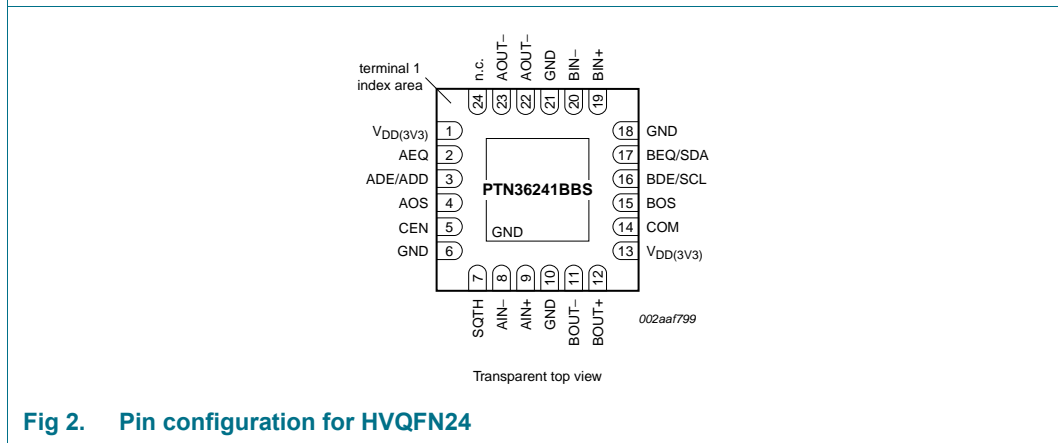 n.c.
AOUT−
AOUT−
GND
BIN−
BIN+
terminal 1
index area
24
23
22
21
20
19
VDD(3V3) 1
AEQ 2
ADE/ADD 3
AOS 4
CEN 5
GND 6
18 GND
17 BEQ/SDA
16 BDE/SCL
15 BOS
14 COM
13 VDD(3V3)
PTN36241BBS
GND
7
8
9
10
11
12
SQTH
AIN−
AIN+
GND
BOUT−
BOUT+
002aaf799
Transparent top view
Fig 2. Pin configuration for HVQFN24